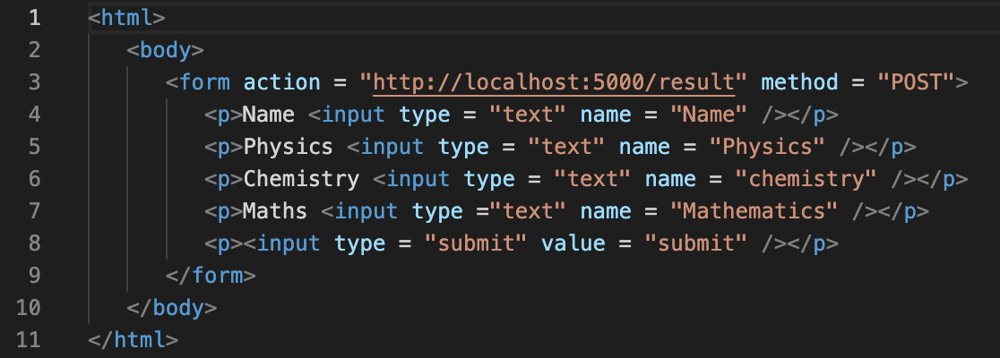 1 <html>
2 <body>
3 <form action = "http://localhost:5000/result" method = "POST">
4 <p>Name <input type = "text" name = "Name" /></p>
5 <p>Physics <input type = "text" name = "Physics" /></p>
6 <p>Chemistry <input type = "text" name = "chemistry" /></p>
7 <p>Maths <input type ="text" name = "Mathematics" /></p>
8 <p><input type = "submit" value = "submit" /></p>
9 </form>
10 </body>
11 </html>